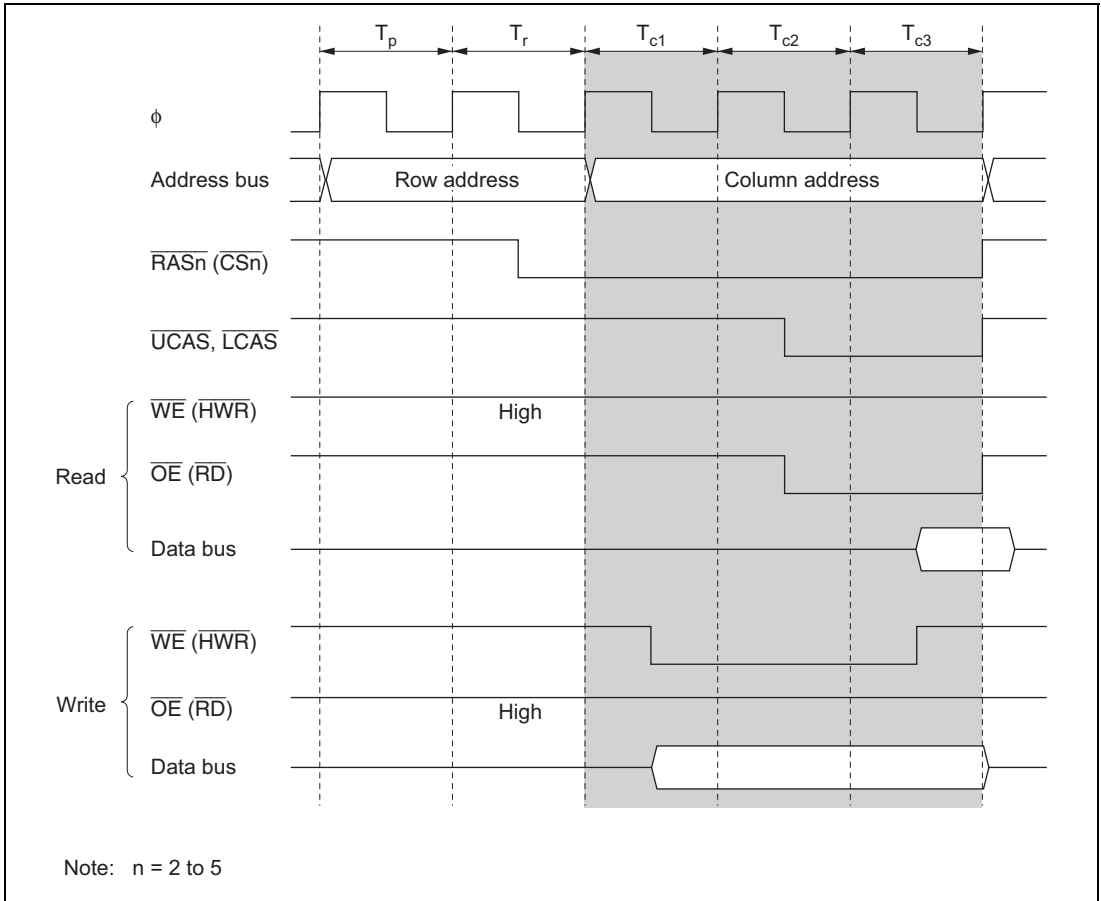 Tp Tr Tc1 Tc2 Tc3
ϕ
Address bus Row address Column address
RASn (CSn)
UCAS, LCAS
WE (HWR) High
Read OE (RD)
Data bus
WE (HWR)
Write OE (RD) High
Data bus
Note: n = 2 to 5